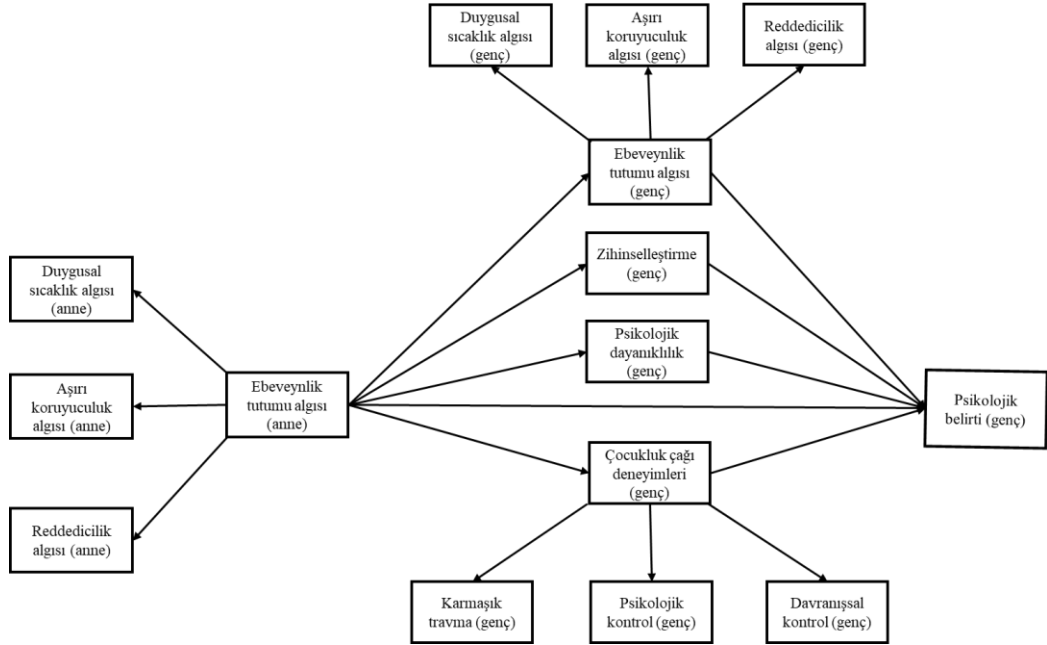 Duygusal
sıcaklık algısı
(genç)
Aşırı
koruyuculuk
algısı (genç)
Reddedicilik
algısı (genç)
Ebeveynlik
tutumu algısı
(genç)
Zihinselleştirme
(genç)
Duygusal
sıcaklık algısı
(anne)
Psikolojik
dayanıklılık
(genç)
Aşırı
koruyuculuk
algısı (anne)
Ebeveynlik
tutumu algısı
(anne)
Psikolojik
belirti (genç)
Çocukluk çağı
deneyimleri
(genç)
Reddedicilik
algısı (anne)
Karmaşık
travma (genç)
Psikolojik
kontrol (genç)
Davranışsal
kontrol (genç)